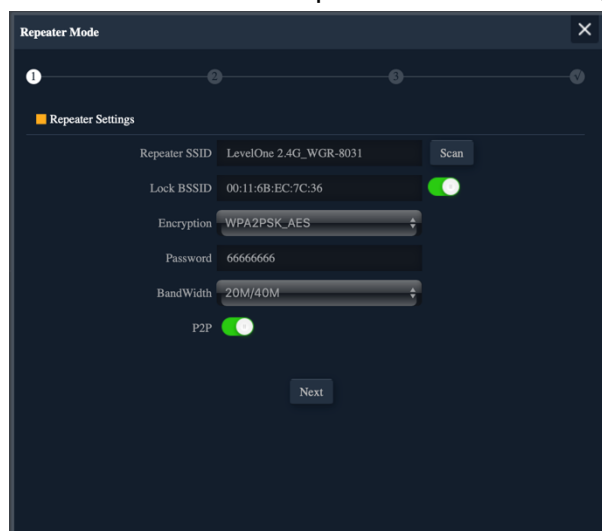 Repeater Mode
1 2 3 √
Repeater Settings
Repeater SSID LevelOne 2.4G_WGR-8031 Scan
Lock BSSID 00:11:6B:EC:7C:36
Encryption WPA2PSK_AES
Password 66666666
BandWidth 20M/40M
P2P
Next